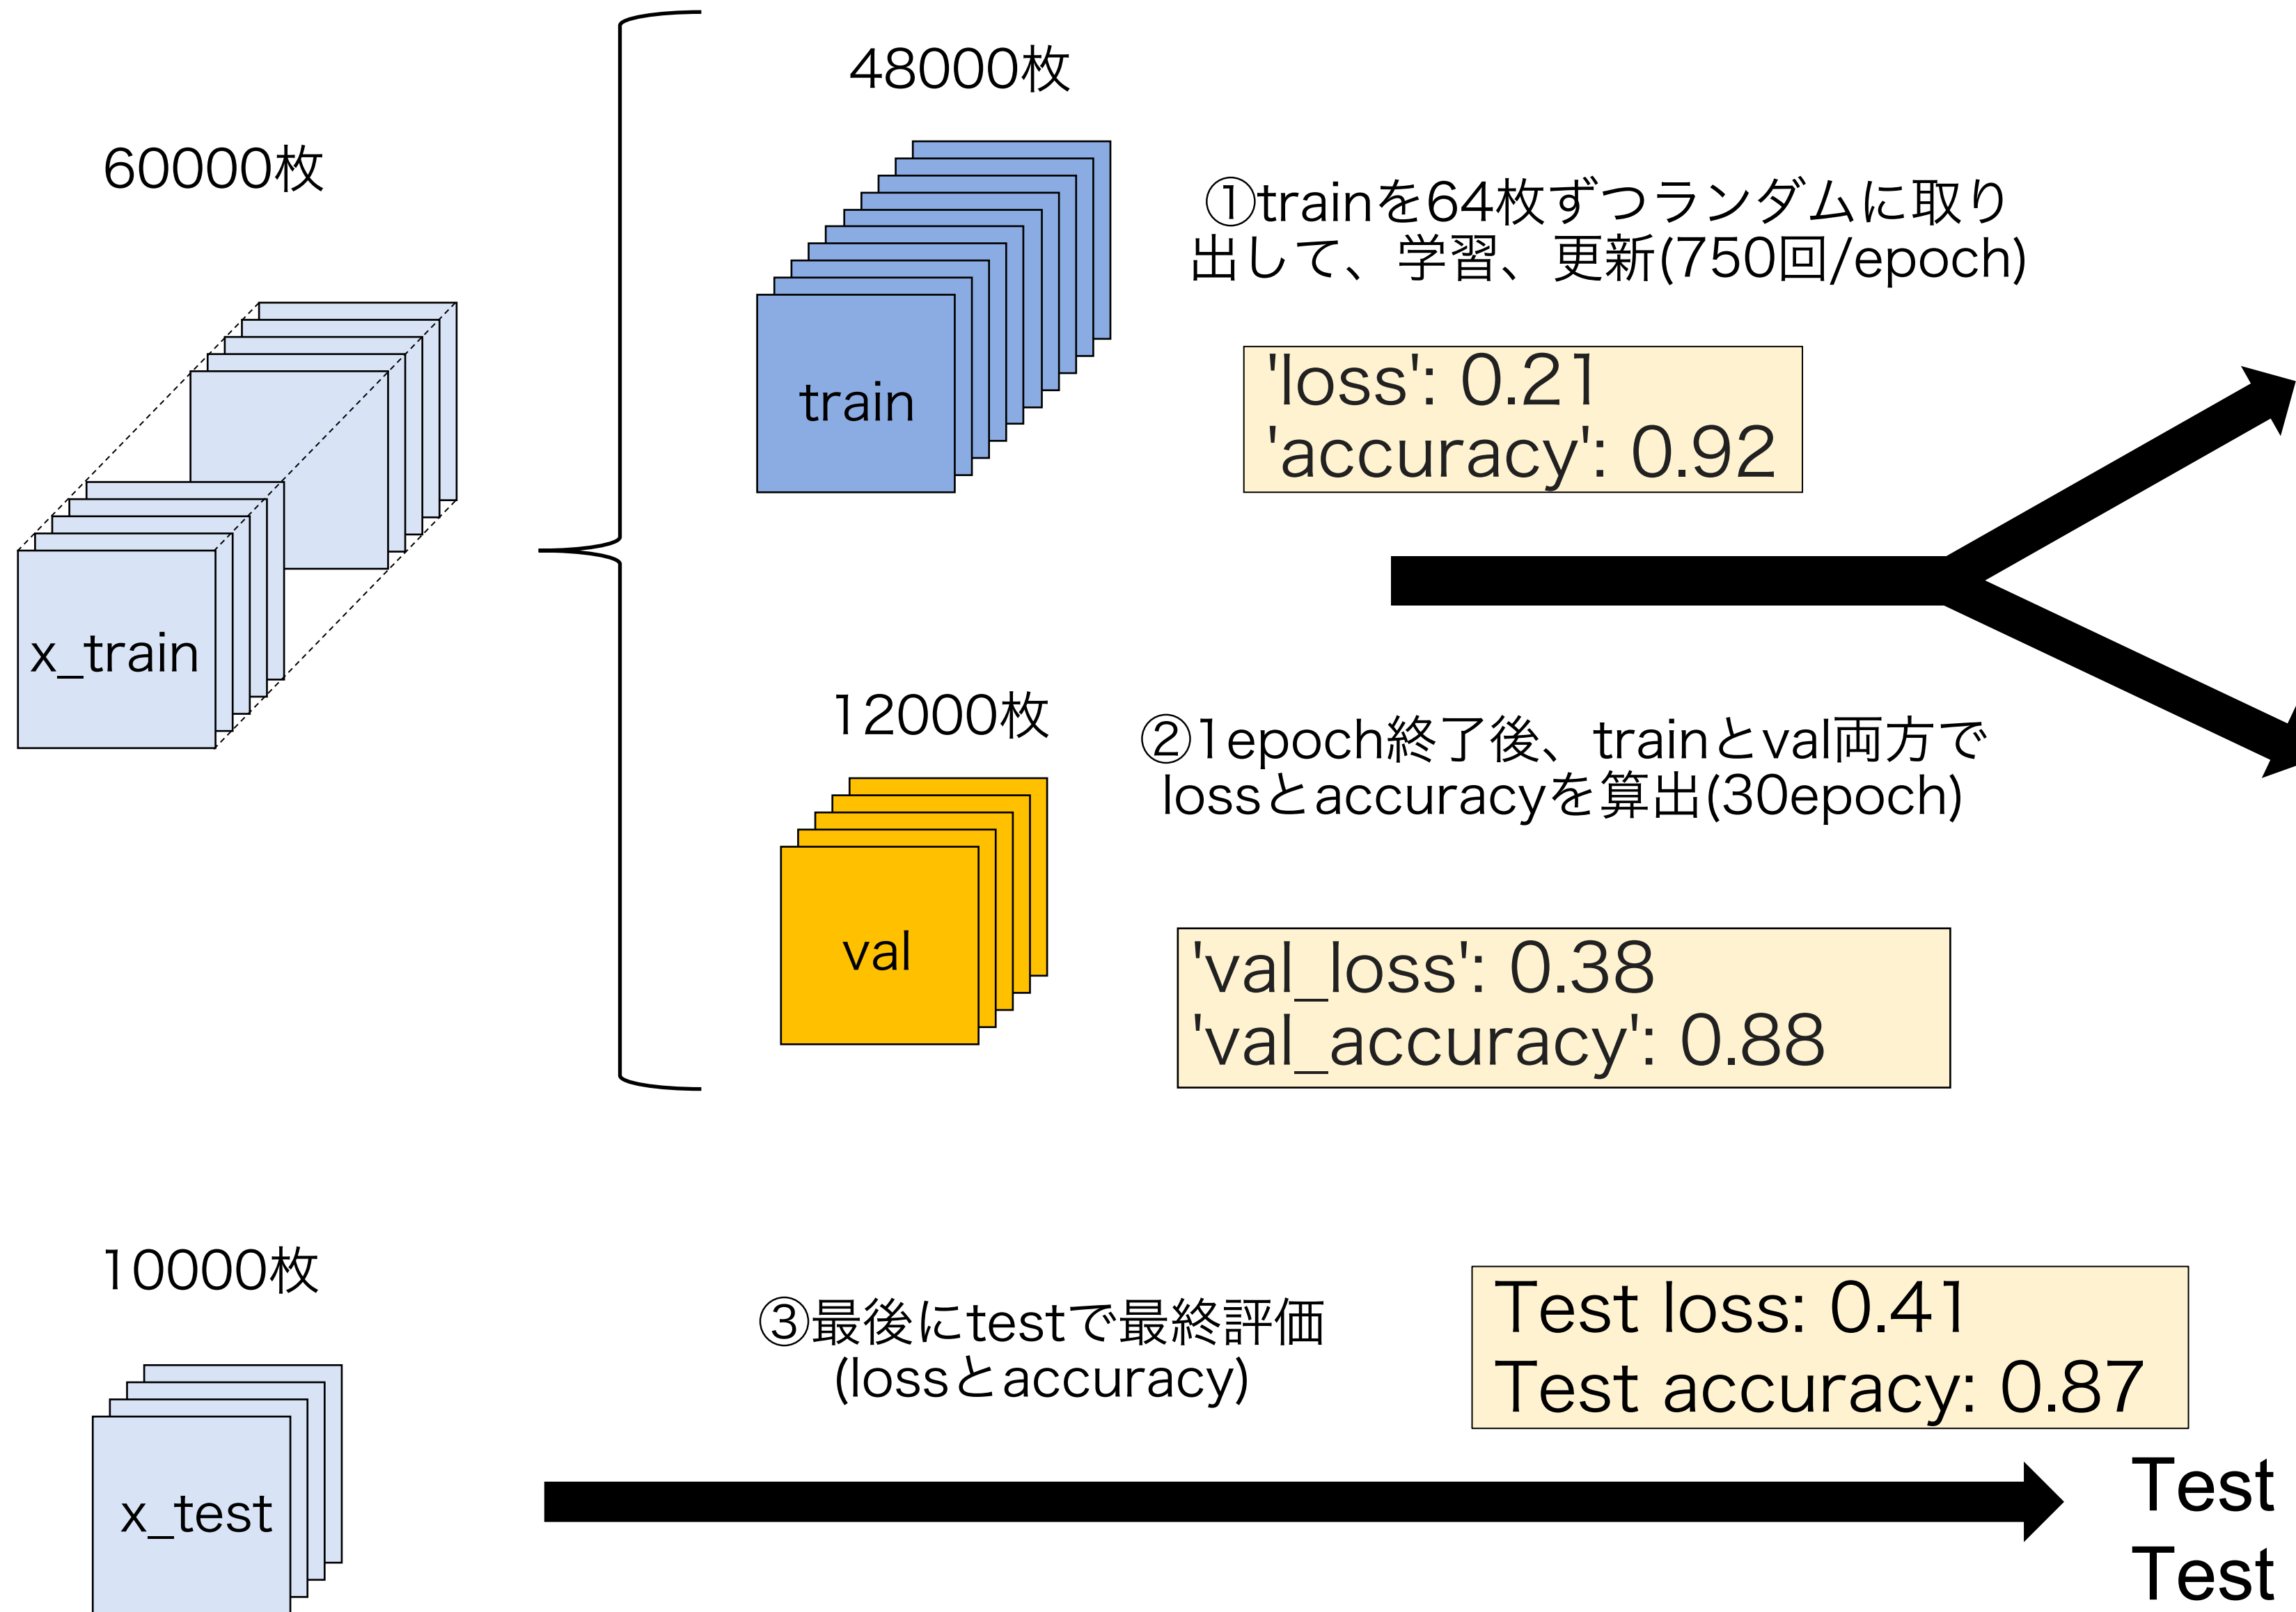 60000枚
x_train
48000枚
train
①trainを64枚ずつランダムに取り
出して、学習、更新(750回/epoch)
'loss': 0.21
'accuracy': 0.92
12000枚
val
②1epoch終了後、trainとval両方で
lossとaccuracyを算出(30epoch)
'val_loss': 0.38
'val_accuracy': 0.88
10000枚
x_test
③最後にtestで最終評価
(lossとaccuracy)
Test loss: 0.41
Test accuracy: 0.87
Test
Test